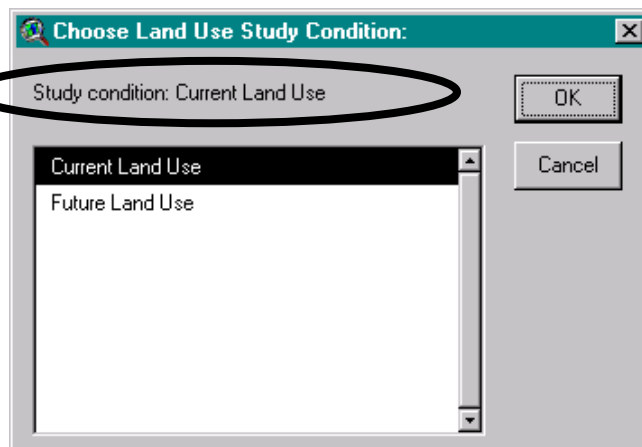 Choose Land Use Study Condition:
Study condition: Current Land Use
OK
Current Land Use
Cancel
Future Land Use